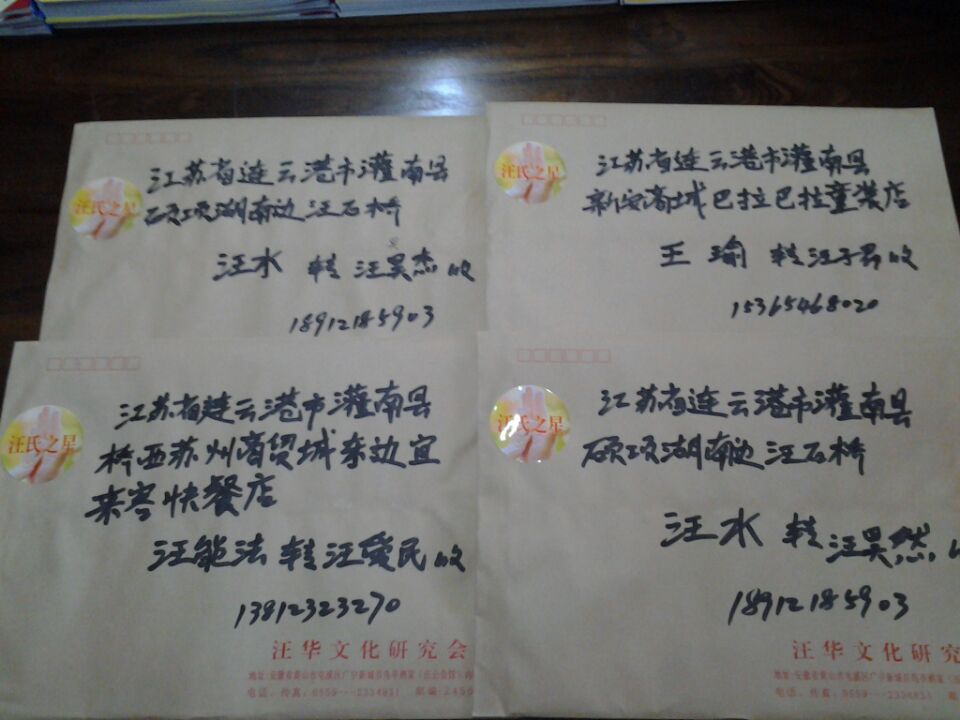 汪氏之星
江苏省连云港市灌南县
硕项湖南边汪石桥
汪水 转 汪昊杰 收
18912185903
汪氏之星
江苏省连云港市灌南县
新安商城巴拉巴拉童装店
王瑜 转 汪子君 收
15365468020
汪氏之星
江苏省连云港市灌南县
桥西苏州商贸城东边宜
来客快餐店
汪能法 转 汪爱民 收
13812323270
汪华文化研究会
汪氏之星
江苏省连云港市灌南县
硕项湖南边汪石桥
汪水 转 汪昊然
18912185903
汪华文化研究